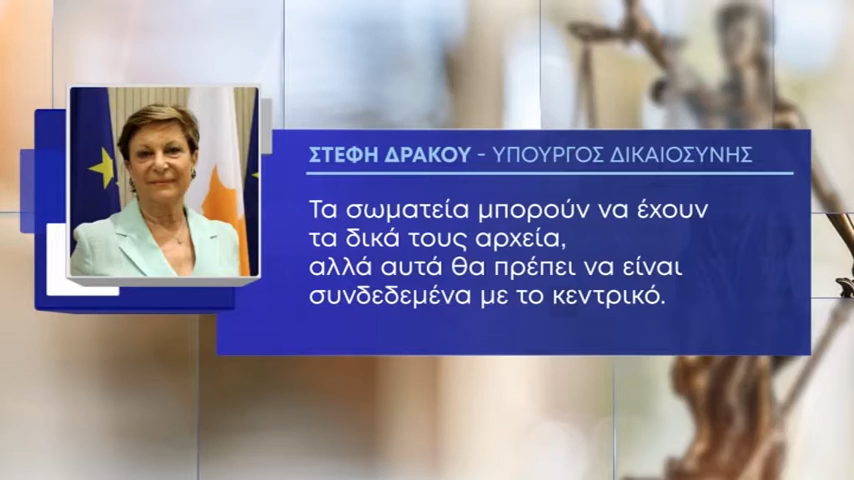 ΣΤΕΦΗ ΔΡΑΚΟΥ - ΥΠΟΥΡΓΟΣ ΔΙΚΑΙΟΣΥΝΗΣ
Τα σωματεία μπορούν να έχουν
τα δικά τους αρχεία,
αλλά αυτά θα πρέπει να είναι
συνδεδεμένα με το κεντρικό.